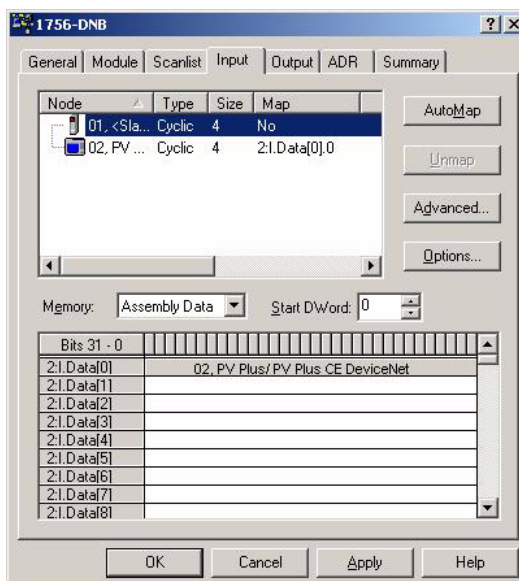 1756-DNB
General Module Scanlist Input Output ADR Summary
Node Type Size Map
01, <Sla... Cyclic 4 No
02, PV ... Cyclic 4 2:I.Data[0].0
AutoMap
Unmap
Advanced...
Options...
Memory: Assembly Data Start DWord: 0
Bits 31 - 0
2:I.Data[0] 02, PV Plus/ PV Plus CE DeviceNet
2:I.Data[1]
2:I.Data[2]
2:I.Data[3]
2:I.Data[4]
2:I.Data[5]
2:I.Data[6]
2:I.Data[7]
2:I.Data[8]
OK Cancel Apply Help